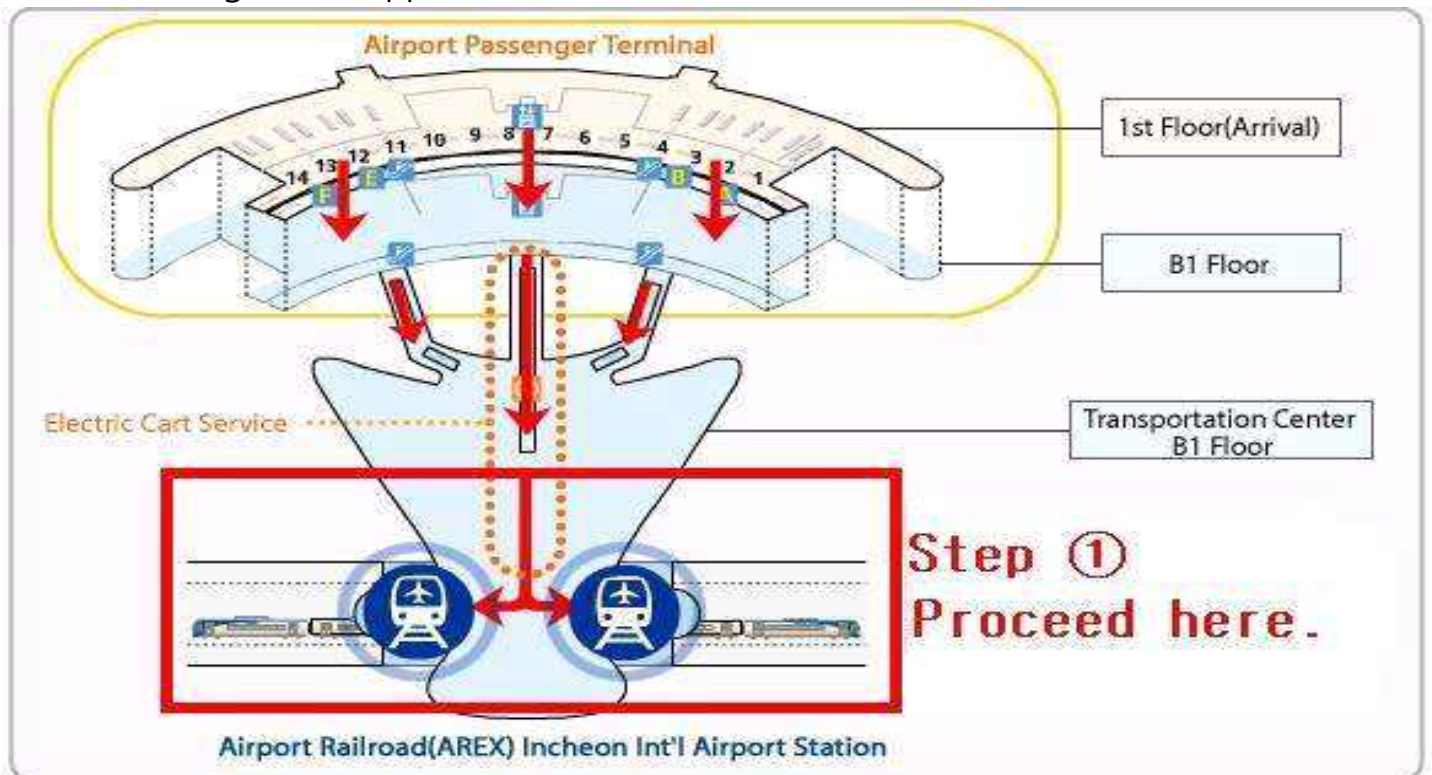 Airport Passenger Terminal
14 13 12 11 10 9 8 7 6 5 4 3 2 1
F E B A
1st Floor(Arrival)
B1 Floor
Electric Cart Service
Transportation Center
B1 Floor
Step ①
Proceed here.
Airport Railroad(AREX) Incheon Int'l Airport Station